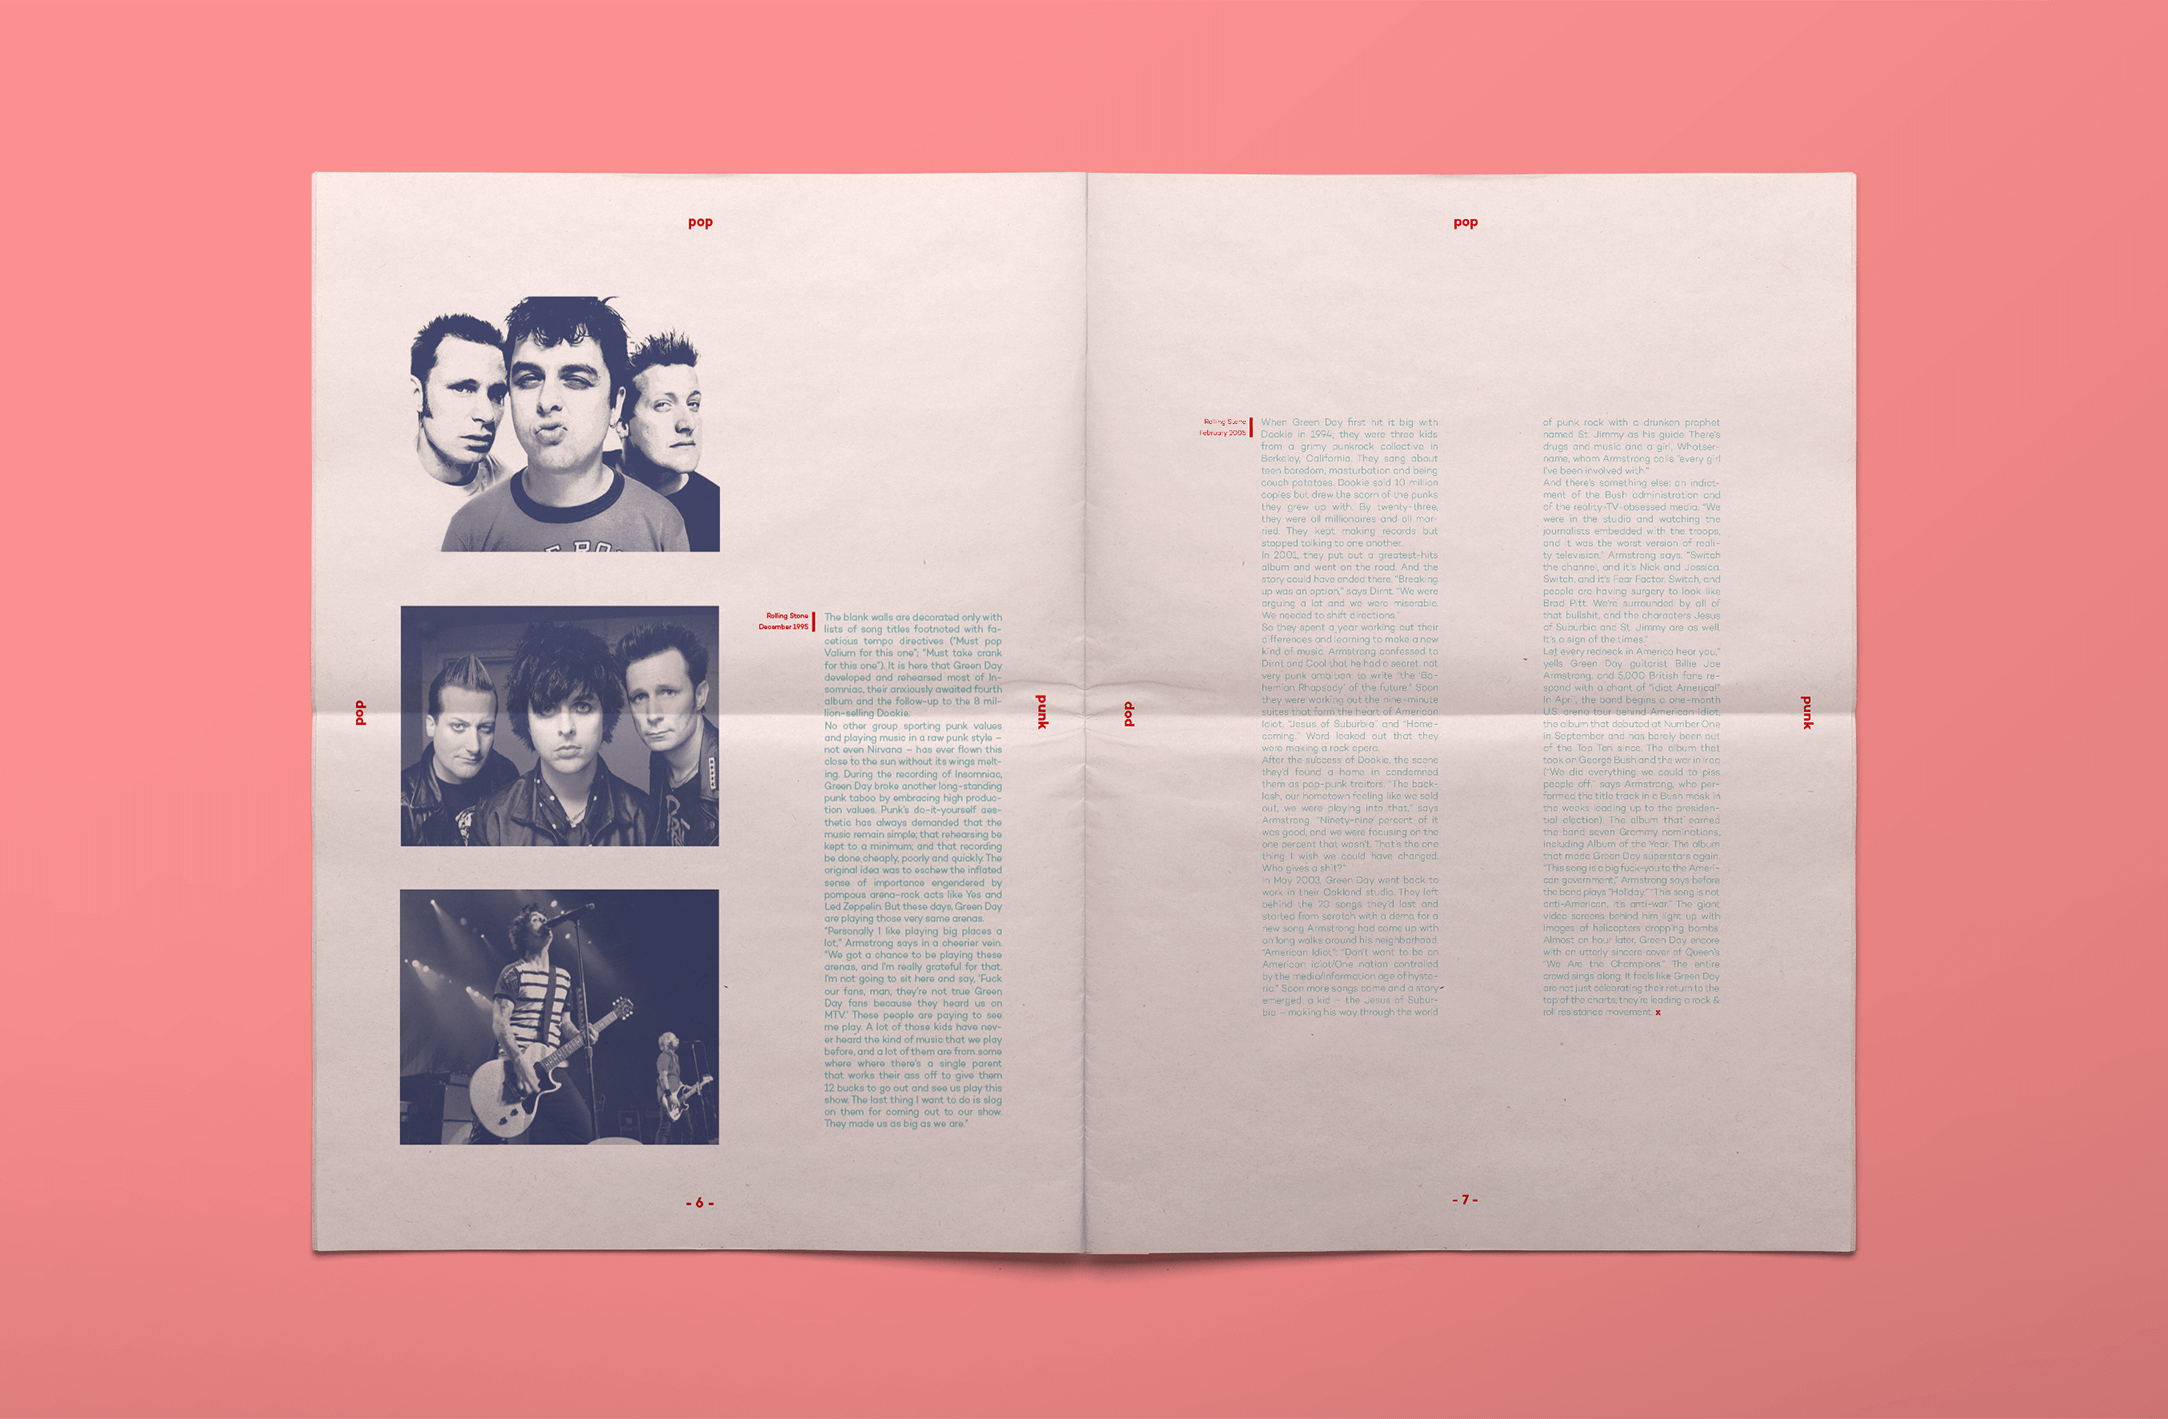 pop
pop
Rolling Stone
December 1995
The blank walls are decorated only with
lists of song titles footnoted with fa-
cetious tempo directives ("Must pop
Valium for this one"; "Must take crank
for this one"). It is here that Green Day
developed and rehearsed most of In-
somniac, their anxiously awaited fourth
album and the follow-up to the 8 mil-
lion-selling Dookie.
No other group sporting punk values
and playing music in a raw punk style –
not even Nirvana – has ever flown this
close to the sun without its wings melt-
ing. During the recording of Insomniac,
Green Day broke another long-standing
punk taboo by embracing high produc-
tion values. Punk's do-it-yourself aes-
thetic has always demanded that the
music remain simple; that rehearsing be
kept to a minimum; and that recording
be done cheaply, poorly and quickly. The
original idea was to eschew the inflated
sense of importance engendered by
pompous arena-rock acts like Yes and
Led Zeppelin. But these days, Green Day
are playing those very same arenas.
"Personally I like playing big places a
lot," Armstrong says in a cheerier vein.
"We got a chance to be playing these
arenas, and I'm really grateful for that.
I'm not going to sit here and say, 'Fuck
our fans, man, they're not true Green
Day fans because they heard us on
MTV.' These people are paying to see
me play. A lot of those kids have nev-
er heard the kind of music that we play
before, and a lot of them are from some
where where there's a single parent
that works their ass off to give them
12 bucks to go out and see us play this
show. The last thing I want to do is slag
on them for coming out to our show.
They made us as big as we are."
pop
punk
- 6 -
Rolling Stone
February 2005
When Green Day first hit it big with
Dookie in 1994, they were three kids
from a grimy punkrock collective in
Berkeley, California. They sang about
teen boredom, masturbation and being
couch potatoes. Dookie sold 10 million
copies but drew the scorn of the punks
they grew up with. By twenty-three,
they were all millionaires and all mar-
ried. They kept making records but
stopped talking to one another.
In 2001, they put out a greatest-hits
album and went on the road. And the
story could have ended there. "Breaking
up was an option," says Dirnt. "We were
arguing a lot and we were miserable.
We needed to shift directions."
So they spent a year working out their
differences and learning to make a new
kind of music. Armstrong confessed to
Dirnt and Cool that he had a secret, not
very punk ambition: to write "the 'Bo-
hemian Rhapsody' of the future." Soon
they were working out the nine-minute
suites that form the heart of American
Idiot, "Jesus of Suburbia" and "Home-
coming." Word leaked out that they
were making a rock opera.
After the success of Dookie, the scene
they'd found a home in condemned
them as pop-punk traitors. "The back-
lash, our hometown feeling like we sold
out, we were playing into that," says
Armstrong. "Ninety-nine percent of it
was good, and we were focusing on the
one percent that wasn't. That's the one
thing I wish we could have changed.
Who gives a shit?"
In May 2003, Green Day went back to
work in their Oakland studio. They left
behind the 20 songs they'd lost and
started from scratch with a demo for a
new song Armstrong had come up with
on long walks around his neighborhood.
"American Idiot": "Don't want to be an
American idiot/One nation controlled
by the media/Information age of hyste-
ria." Soon more songs came and a story
emerged: a kid – the Jesus of Subur-
bia – making his way through the world
of punk rock with a drunken prophet
named St. Jimmy as his guide. There's
drugs and music and a girl, Whatser-
name, whom Armstrong calls "every girl
I've been involved with."
And there's something else: an indict-
ment of the Bush administration and
of the reality-TV-obsessed media. "We
were in the studio and watching the
journalists embedded with the troops,
and it was the worst version of reali-
ty television," Armstrong says. "Switch
the channel, and it's Nick and Jessica.
Switch, and it's Fear Factor. Switch, and
people are having surgery to look like
Brad Pitt. We're surrounded by all of
that bullshit, and the characters Jesus
of Suburbia and St. Jimmy are as well.
It's a sign of the times."
Let every redneck in America hear you,"
yells Green Day guitarist Billie Joe
Armstrong, and 5,000 British fans re-
spond with a chant of "Idiot America!"
In April, the band begins a one-month
U.S. arena tour behind American Idiot,
the album that debuted at Number One
in September and has barely been out
of the Top Ten since. The album that
took on George Bush and the war in Iraq
("We did everything we could to piss
people off," says Armstrong, who per-
formed the title track in a Bush mask in
the weeks leading up to the presiden-
tial election). The album that earned
the band seven Grammy nominations,
including Album of the Year. The album
that made Green Day superstars again.
"This song is a big fuck-you to the Ameri-
can government," Armstrong says before
the band plays "Holiday." "This song is not
anti-American, it's anti-war." The giant
video screens behind him light up with
images of helicopters dropping bombs.
Almost an hour later, Green Day encore
with an utterly sincere cover of Queen's
"We Are the Champions." The entire
crowd sings along. It feels like Green Day
are not just celebrating their return to the
top of the charts; they're leading a rock &
roll resistance movement. x
pop
punk
- 7 -